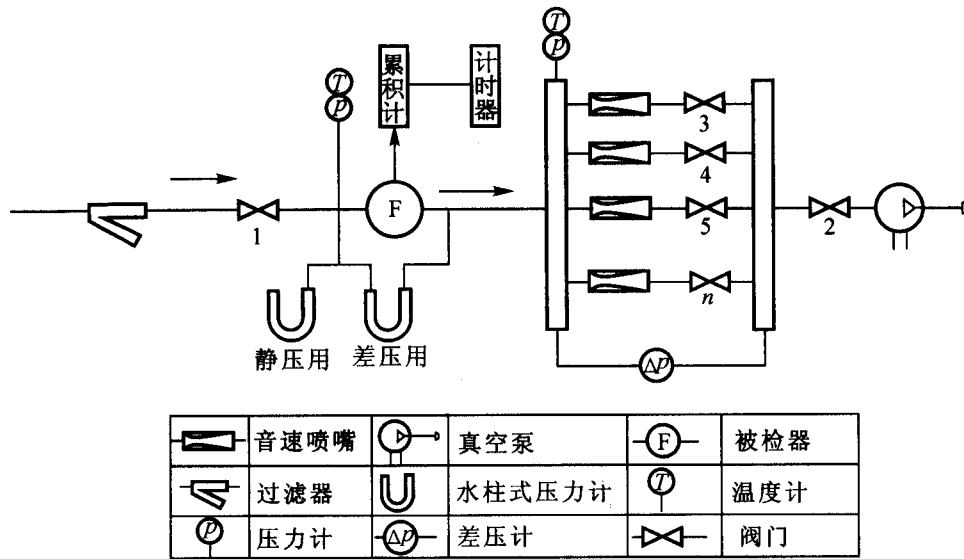 T
p
累积计
计时器
T
p
3
4
5
n
1
F
2
静压用
差压用
Δp
音速喷嘴
真空泵
F
被检器
过滤器
水柱式压力计
T
温度计
p
压力计
Δp
差压计
阀门